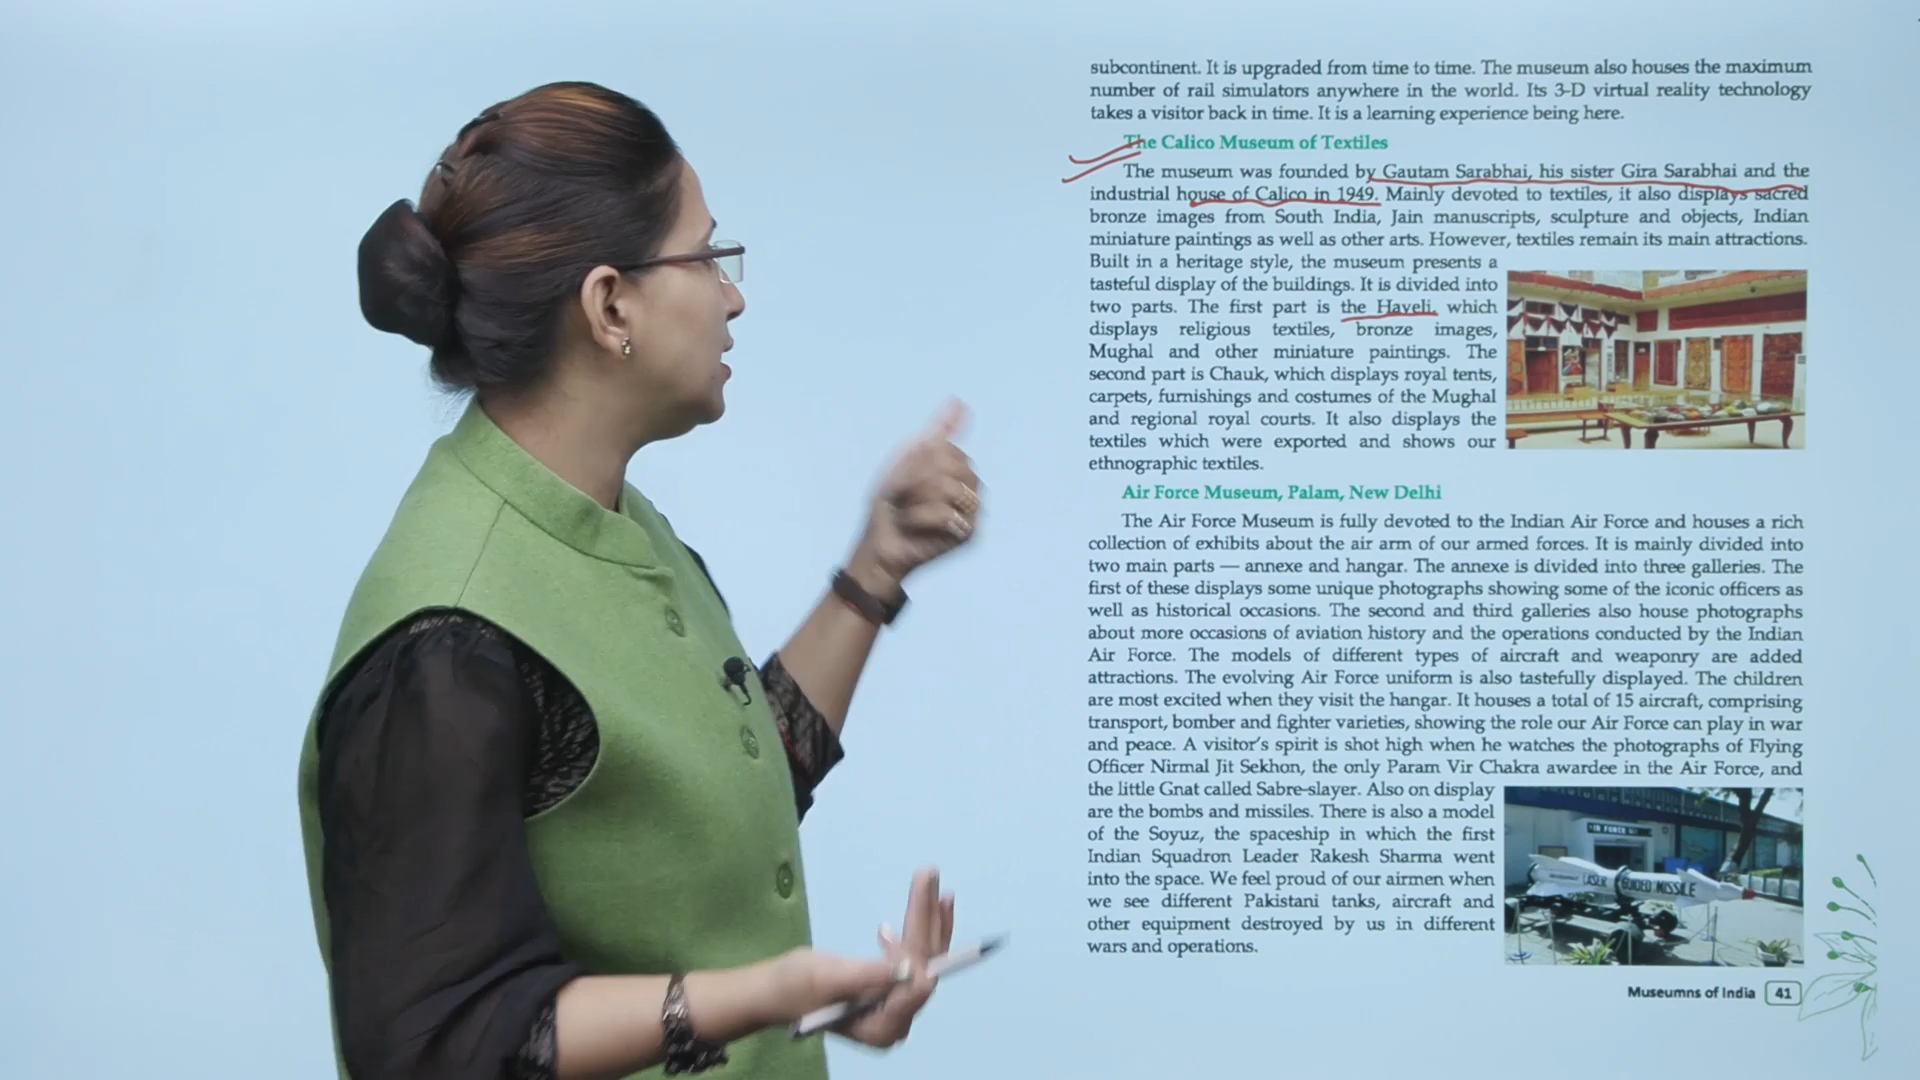 subcontinent. It is upgraded from time to time. The museum also houses the maximum
number of rail simulators anywhere in the world. Its 3-D virtual reality technology
takes a visitor back in time. It is a learning experience being here.
The Calico Museum of Textiles
The museum was founded by Gautam Sarabhai, his sister Gira Sarabhai and the
industrial house of Calico in 1949. Mainly devoted to textiles, it also displays sacred
bronze images from South India, Jain manuscripts, sculpture and objects, Indian
miniature paintings as well as other arts. However, textiles remain its main attractions.
Built in a heritage style, the museum presents a
tasteful display of the buildings. It is divided into
two parts. The first part is the Haveli, which
displays religious textiles, bronze images,
Mughal and other miniature paintings. The
second part is Chauk, which displays royal tents,
carpets, furnishings and costumes of the Mughal
and regional royal courts. It also displays the
textiles which were exported and shows our
ethnographic textiles.
Air Force Museum, Palam, New Delhi
The Air Force Museum is fully devoted to the Indian Air Force and houses a rich
collection of exhibits about the air arm of our armed forces. It is mainly divided into
two main parts — annexe and hangar. The annexe is divided into three galleries. The
first of these displays some unique photographs showing some of the iconic officers as
well as historical occasions. The second and third galleries also house photographs
about more occasions of aviation history and the operations conducted by the Indian
Air Force. The models of different types of aircraft and weaponry are added
attractions. The evolving Air Force uniform is also tastefully displayed. The children
are most excited when they visit the hangar. It houses a total of 15 aircraft, comprising
transport, bomber and fighter varieties, showing the role our Air Force can play in war
and peace. A visitor's spirit is shot high when he watches the photographs of Flying
Officer Nirmal Jit Sekhon, the only Param Vir Chakra awardee in the Air Force, and
the little Gnat called Sabre-slayer. Also on display
are the bombs and missiles. There is also a model
of the Soyuz, the spaceship in which the first
Indian Squadron Leader Rakesh Sharma went
into the space. We feel proud of our airmen when
we see different Pakistani tanks, aircraft and
other equipment destroyed by us in different
wars and operations.
AIR FORCE
LASER GUIDED MISSILE
Museumns of India 41